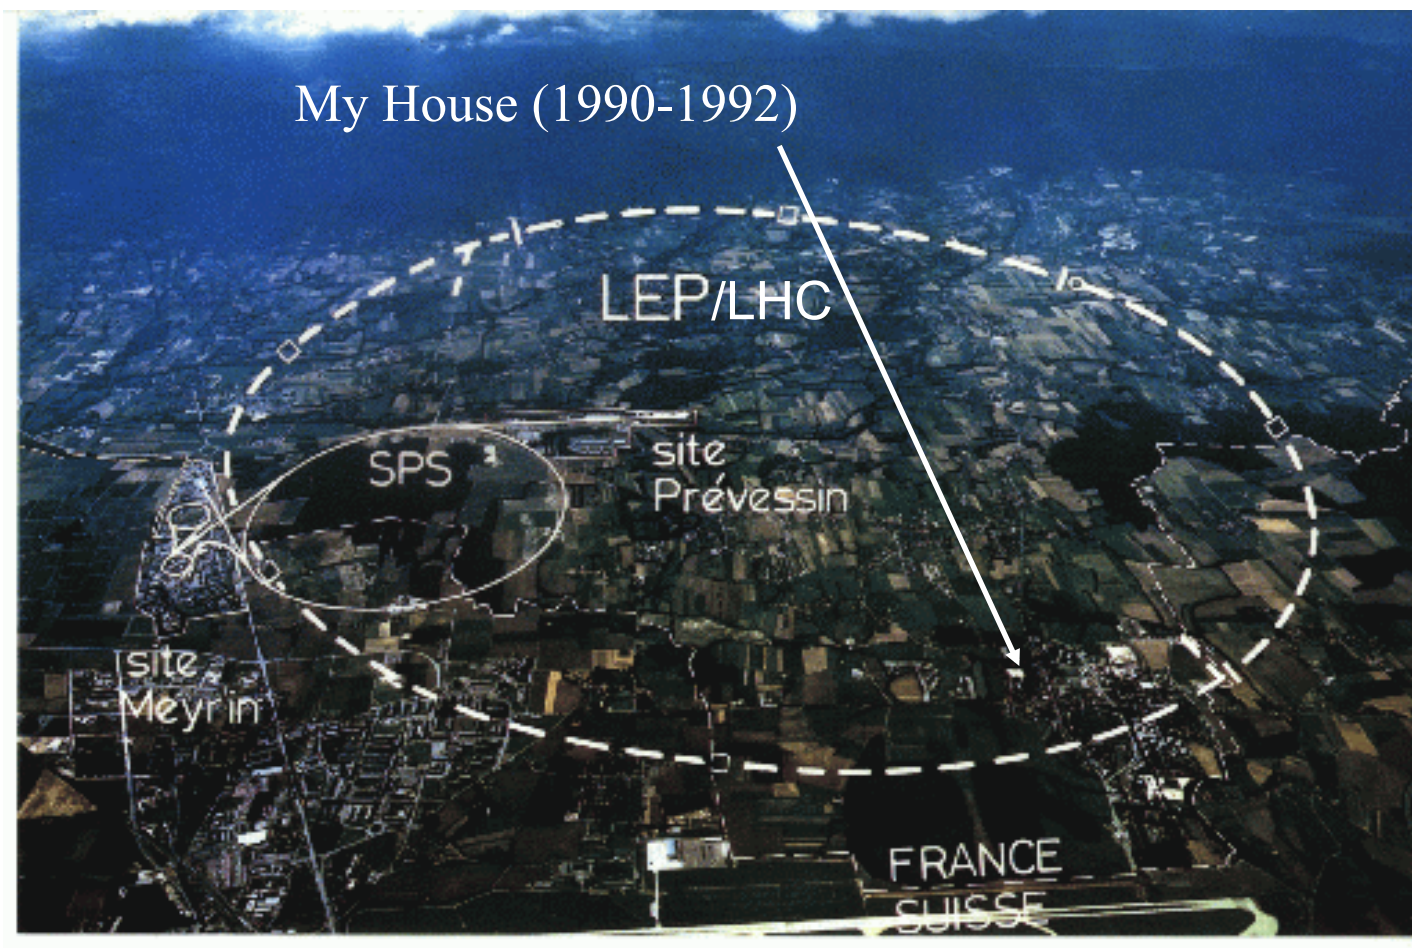 My House (1990-1992)
LEP/LHC
SPS
site
Prévessin
site
Meyrin
FRANCE
SUISSE